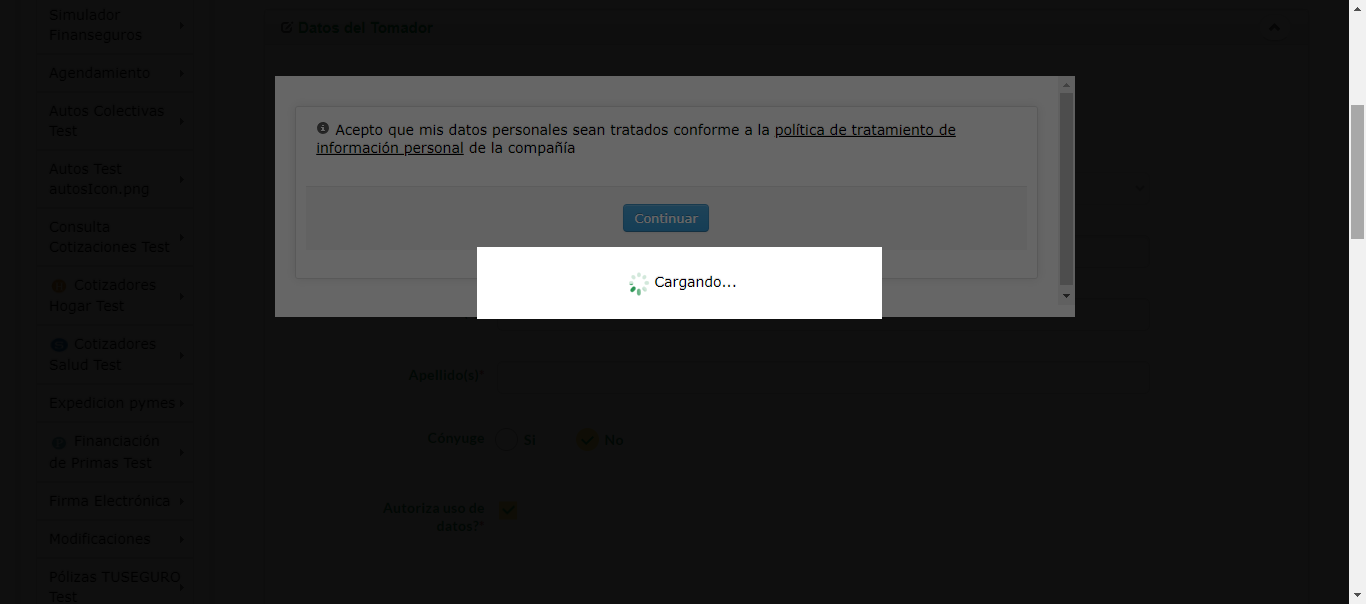 Simulador
Finanseguros
Agendamiento
Autos Colectivas
Test
Autos Test
autosIcon.png
Consulta
Cotizaciones Test
Cotizadores
Hogar Test
Cotizadores
Salud Test
Expedicion pymes
Financiación
de Primas Test
Firma Electrónica
Modificaciones
Pólizas TUSEGURO
Test
Datos del Tomador
Acepto que mis datos personales sean tratados conforme a la política de tratamiento de
información personal de la compañía
Continuar
Cargando...
Apellido(s)*
Cónyuge Si No
Autoriza uso de
datos?*